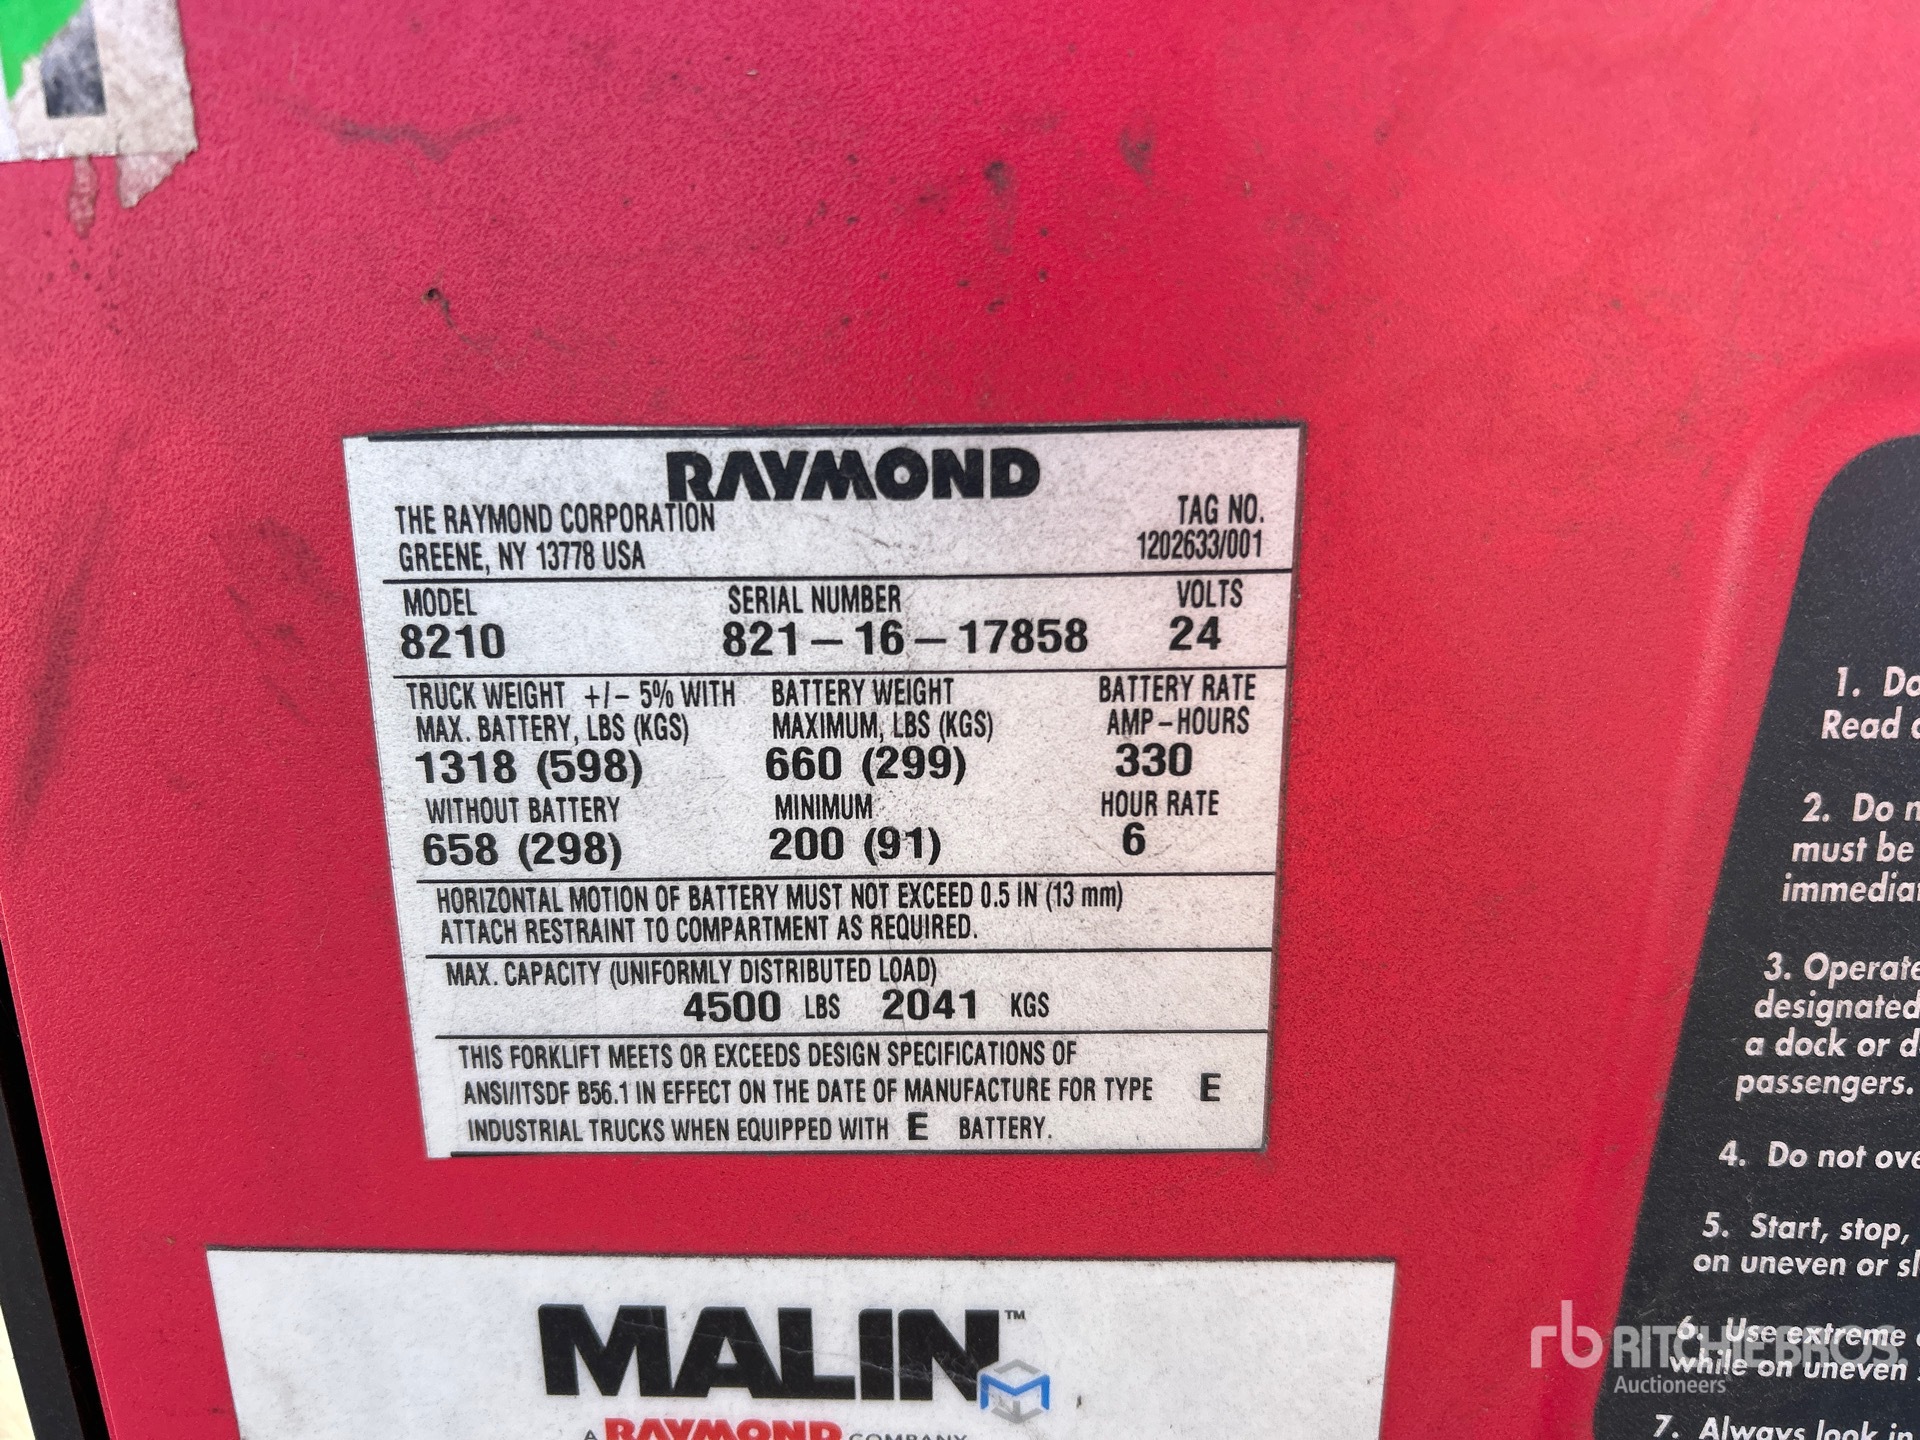 RAYMOND
THE RAYMOND CORPORATION
GREENE, NY 13778 USA
TAG NO.
1202633/001
MODEL SERIAL NUMBER VOLTS
8210 821-16-17858 24
TRUCK WEIGHT +/- 5% WITH BATTERY WEIGHT BATTERY RATE
MAX. BATTERY, LBS (KGS) MAXIMUM, LBS (KGS) AMP-HOURS
1318 (598) 660 (299) 330
WITHOUT BATTERY MINIMUM HOUR RATE
658 (298) 200 (91) 6
HORIZONTAL MOTION OF BATTERY MUST NOT EXCEED 0.5 IN (13 mm)
ATTACH RESTRAINT TO COMPARTMENT AS REQUIRED.
MAX. CAPACITY (UNIFORMLY DISTRIBUTED LOAD)
4500 LBS 2041 KGS
THIS FORKLIFT MEETS OR EXCEEDS DESIGN SPECIFICATIONS OF
ANSI/ITSDF B56.1 IN EFFECT ON THE DATE OF MANUFACTURE FOR TYPE E
INDUSTRIAL TRUCKS WHEN EQUIPPED WITH E BATTERY.
MALIN™
A RAYMOND COMPANY
1. Do
Read
2. Do
must be
3. Operate
designated
a dock or
passengers.
4. Do not
5. Start, stop,
on uneven or
6. Use extreme
while on uneven
7. Always look in
rb RITCHIE BROS.
Auctioneers